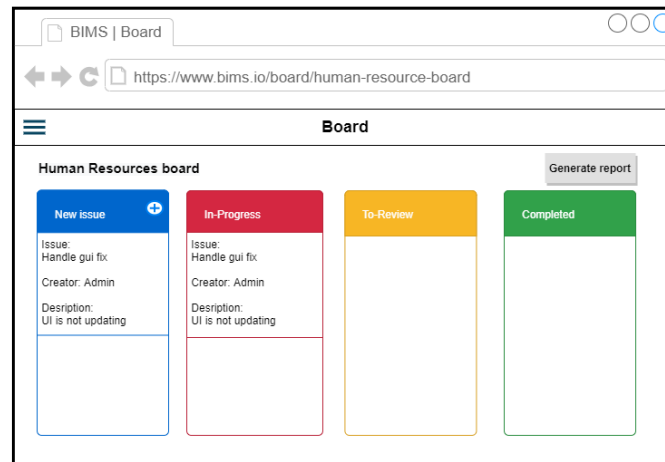 BIMS | Board
https://www.bims.io/board/human-resource-board
Board
Human Resources board
Generate report
New issue
Issue:
Handle gui fix
Creator: Admin
Desription:
UI is not updating
In-Progress
Issue:
Handle gui fix
Creator: Admin
Desription:
UI is not updating
To-Review
Completed